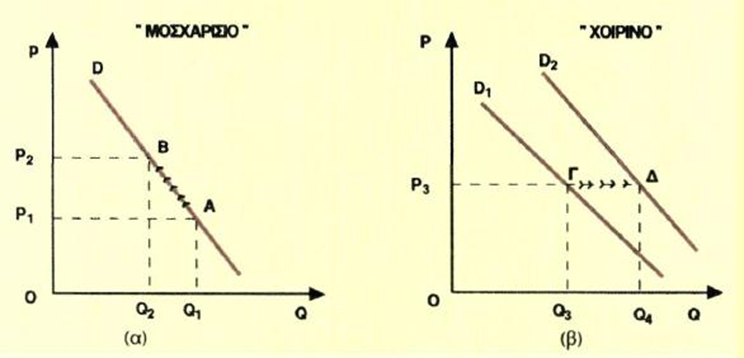 " ΜΟΣΧΑΡΙΣΙΟ "
P
D
B
P₂
P₁
A
O
Q₂
Q₁
Q
(α)
" ΧΟΙΡΙΝΟ "
P
D₂
D₁
Γ
Δ
P₃
O
Q₃
Q₄
Q
(β)